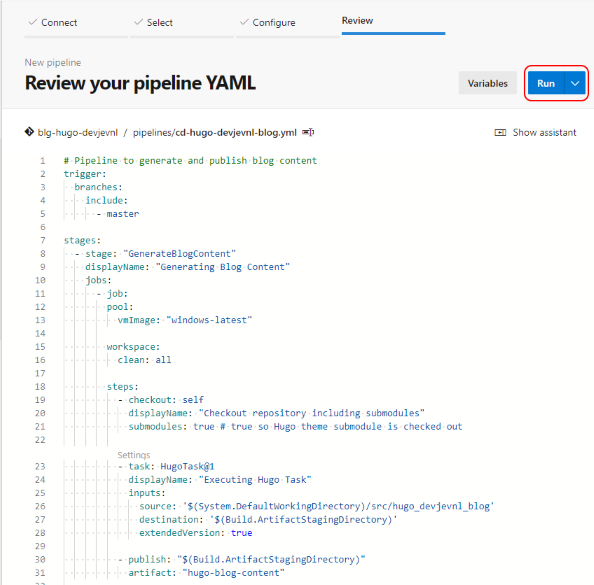 Connect Select Configure Review
New pipeline
Review your pipeline YAML
Variables Run
blg-hugo-devjevnl / pipelines/cd-hugo-devjevnl-blog.yml Show assistant
1 # Pipeline to generate and publish blog content
2 trigger:
3 branches:
4 include:
5 - master
6
7 stages:
8 - stage: "GenerateBlogContent"
9 displayName: "Generating Blog Content"
10 jobs:
11 - job:
12 pool:
13 vmImage: "windows-latest"
14
15 workspace:
16 clean: all
17
18 steps:
19 - checkout: self
20 displayName: "Checkout repository including submodules"
21 submodules: true # true so Hugo theme submodule is checked out
22
Settings
23 - task: HugoTask@1
24 displayName: "Executing Hugo Task"
25 inputs:
26 source: '$(System.DefaultWorkingDirectory)/src/hugo_devjevnl_blog'
27 destination: '$(Build.ArtifactStagingDirectory)'
28 extendedVersion: true
29
30 - publish: "$(Build.ArtifactStagingDirectory)"
31 artifact: "hugo-blog-content"